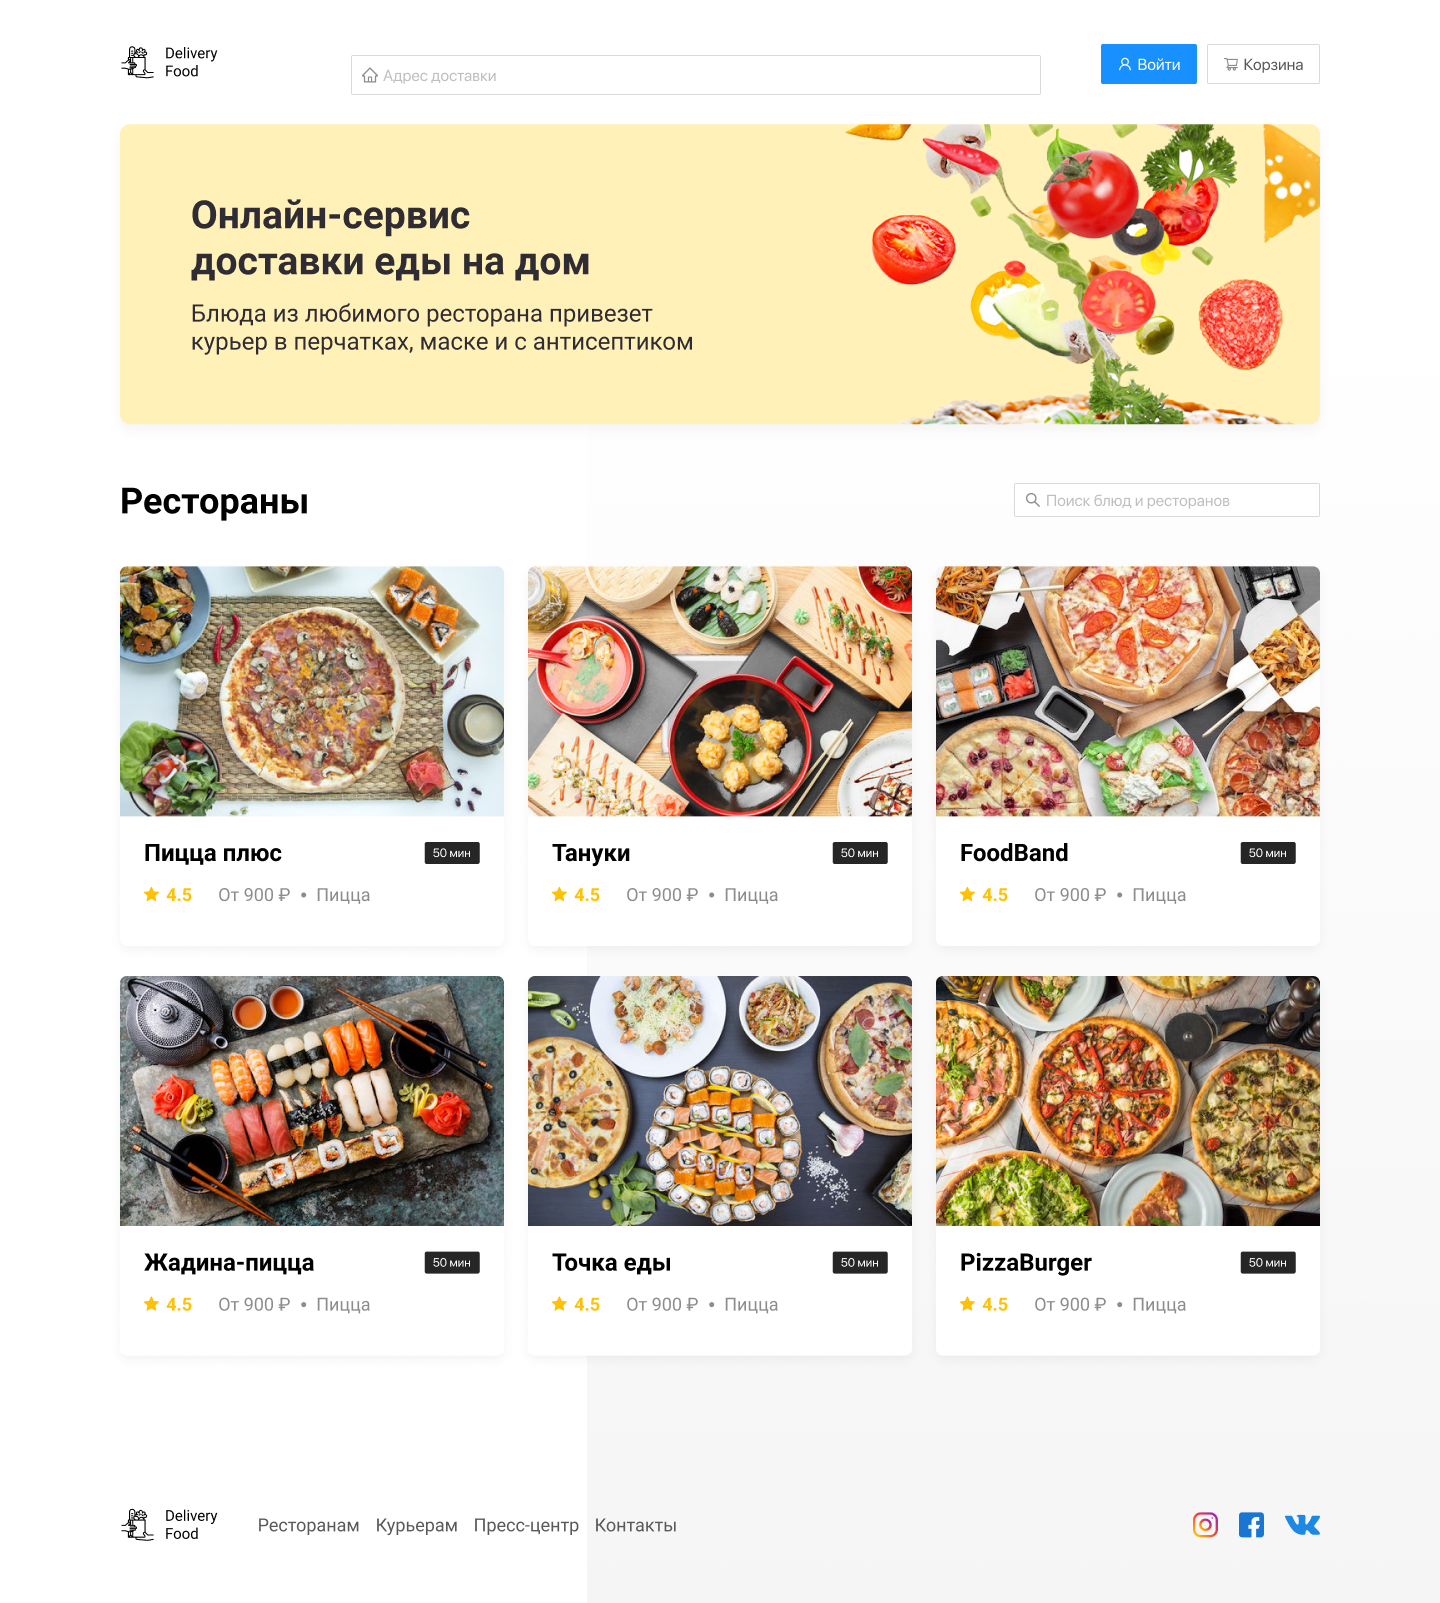 Delivery
Food
Адрес доставки
Войти
Корзина
Онлайн-сервис
доставки еды на дом
Блюда из любимого ресторана привезет
курьер в перчатках, маске и с антисептиком
Рестораны
Поиск блюд и ресторанов
Пицца плюс
50 мин
4.5 От 900 ₽ • Пицца
Тануки
50 мин
4.5 От 900 ₽ • Пицца
FoodBand
50 мин
4.5 От 900 ₽ • Пицца
Жадина-пицца
50 мин
4.5 От 900 ₽ • Пицца
Точка еды
50 мин
4.5 От 900 ₽ • Пицца
PizzaBurger
50 мин
4.5 От 900 ₽ • Пицца
Delivery
Food
Ресторанам Курьерам Пресс-центр Контакты